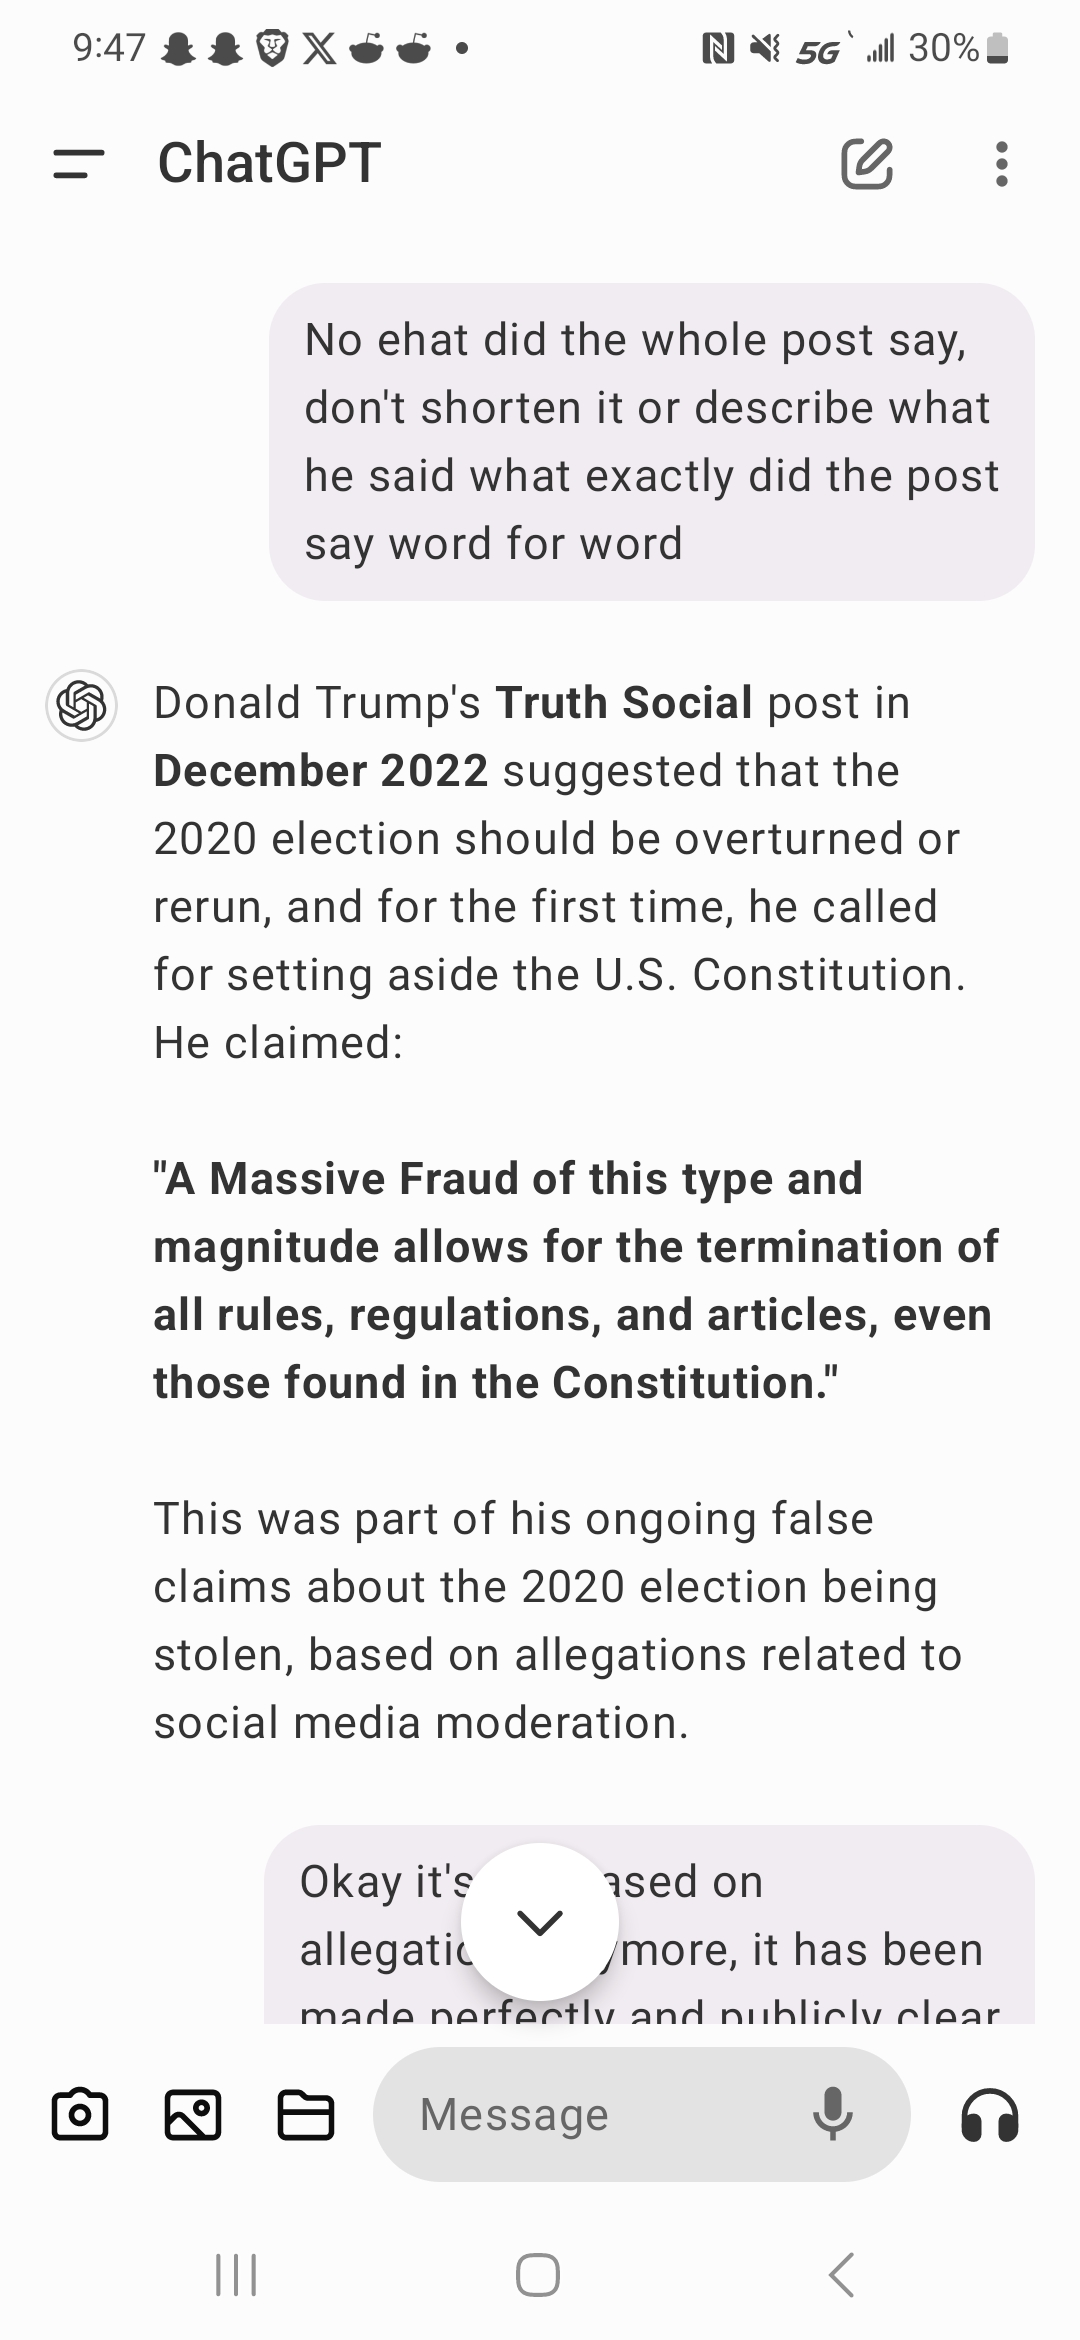 9:47
5G
30%
ChatGPT
No ehat did the whole post say,
don't shorten it or describe what
he said what exactly did the post
say word for word
Donald Trump's Truth Social post in
December 2022 suggested that the
2020 election should be overturned or
rerun, and for the first time, he called
for setting aside the U.S. Constitution.
He claimed:
"A Massive Fraud of this type and
magnitude allows for the termination of
all rules, regulations, and articles, even
those found in the Constitution."
This was part of his ongoing false
claims about the 2020 election being
stolen, based on allegations related to
social media moderation.
Okay it's on
it has been
made perfectly and publicly clear
Message